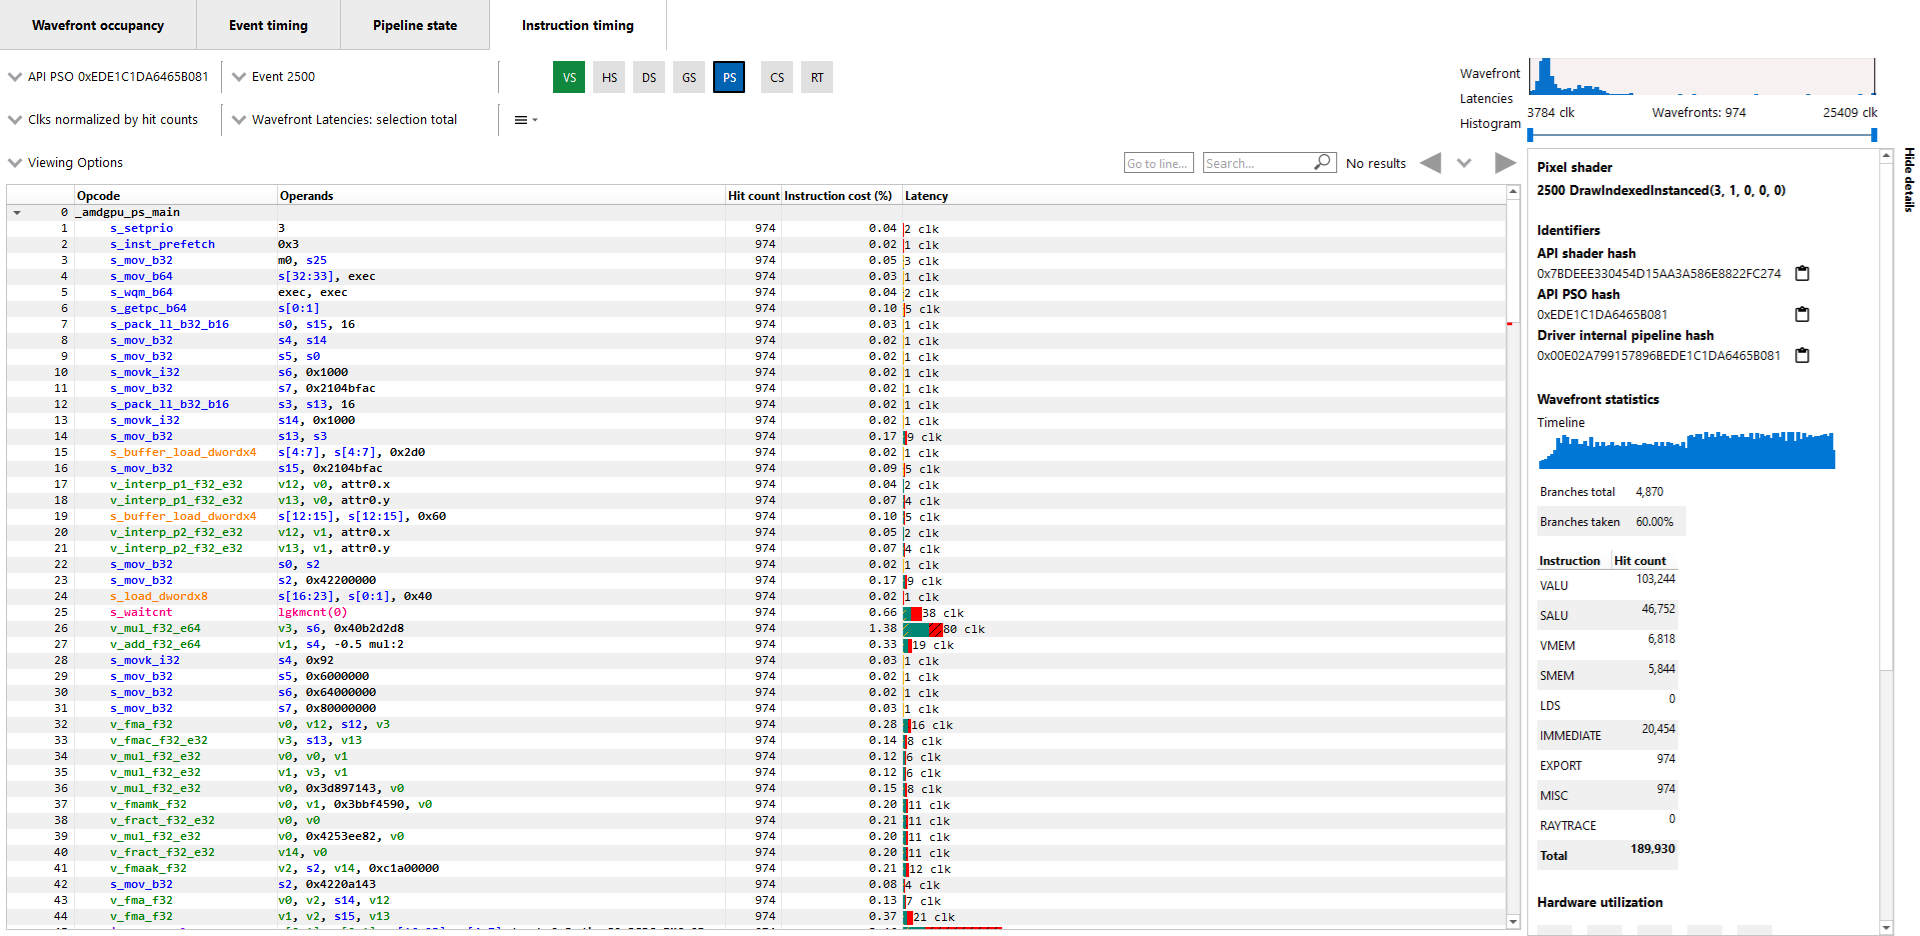 Wavefront occupancy Event timing Pipeline state Instruction timing
API PSO 0xEDE1C1DA6465B081 Event 2500 VS HS DS GS PS CS RT
Clks normalized by hit counts Wavefront Latencies: selection total
Viewing Options Go to line... Search... No results
Wavefront
Latencies
Histogram
3784 clk Wavefronts: 974 25409 clk
Hide details
Opcode Operands Hit count Instruction cost (%) Latency
0 _amdgpu_ps_main
1 s_setprio 3 974 0.04 2 clk
2 s_inst_prefetch 0x3 974 0.02 1 clk
3 s_mov_b32 m0, s25 974 0.05 3 clk
4 s_mov_b64 s[32:33], exec 974 0.03 1 clk
5 s_wqm_b64 exec, exec 974 0.04 2 clk
6 s_getpc_b64 s[0:1] 974 0.10 5 clk
7 s_pack_ll_b32_b16 s0, s15, 16 974 0.03 1 clk
8 s_mov_b32 s4, s14 974 0.02 1 clk
9 s_mov_b32 s5, s0 974 0.02 1 clk
10 s_movk_i32 s6, 0x1000 974 0.02 1 clk
11 s_mov_b32 s7, 0x2104bfac 974 0.02 1 clk
12 s_pack_ll_b32_b16 s3, s13, 16 974 0.02 1 clk
13 s_movk_i32 s14, 0x1000 974 0.02 1 clk
14 s_mov_b32 s13, s3 974 0.17 9 clk
15 s_buffer_load_dwordx4 s[4:7], s[4:7], 0x2d0 974 0.02 1 clk
16 s_mov_b32 s15, 0x2104bfac 974 0.09 5 clk
17 v_interp_p1_f32_e32 v12, v0, attr0.x 974 0.04 2 clk
18 v_interp_p1_f32_e32 v13, v0, attr0.y 974 0.07 4 clk
19 s_buffer_load_dwordx4 s[12:15], s[12:15], 0x60 974 0.10 5 clk
20 v_interp_p2_f32_e32 v12, v1, attr0.x 974 0.05 2 clk
21 v_interp_p2_f32_e32 v13, v1, attr0.y 974 0.07 4 clk
22 s_mov_b32 s0, s2 974 0.02 1 clk
23 s_mov_b32 s2, 0x42200000 974 0.17 9 clk
24 s_load_dwordx8 s[16:23], s[0:1], 0x40 974 0.02 1 clk
25 s_waitcnt lgkmcnt(0) 974 0.66 38 clk
26 v_mul_f32_e64 v3, s6, 0x40b2d2d8 974 1.38 80 clk
27 v_add_f32_e64 v1, s4, -0.5 mul:2 974 0.33 19 clk
28 s_movk_i32 s4, 0x92 974 0.03 1 clk
29 s_mov_b32 s5, 0x6000000 974 0.02 1 clk
30 s_mov_b32 s6, 0x64000000 974 0.02 1 clk
31 s_mov_b32 s7, 0x80000000 974 0.03 1 clk
32 v_fma_f32 v0, v12, s12, v3 974 0.28 16 clk
33 v_fmac_f32_e32 v3, s13, v13 974 0.14 8 clk
34 v_mul_f32_e32 v0, v0, v1 974 0.12 6 clk
35 v_mul_f32_e32 v1, v3, v1 974 0.12 6 clk
36 v_mul_f32_e32 v0, 0x3d897143, v0 974 0.15 8 clk
37 v_fmamk_f32 v0, v1, 0x3bbf4590, v0 974 0.20 11 clk
38 v_fract_f32_e32 v0, v0 974 0.21 11 clk
39 v_mul_f32_e32 v0, 0x4253ee82, v0 974 0.20 11 clk
40 v_fract_f32_e32 v14, v0 974 0.20 11 clk
41 v_fmaak_f32 v2, s2, v14, 0xc1a00000 974 0.21 12 clk
42 s_mov_b32 s2, 0x4220a143 974 0.08 4 clk
43 v_fma_f32 v0, v2, s14, v12 974 0.13 7 clk
44 v_fma_f32 v1, v2, s15, v13 974 0.37 21 clk
Pixel shader
2500 DrawIndexedInstanced(3, 1, 0, 0, 0)
Identifiers
API shader hash
0x7BDEEE330454D15AA3A586E8822FC274
API PSO hash
0xEDE1C1DA6465B081
Driver internal pipeline hash
0x00E02A799157896BEDE1C1DA6465B081
Wavefront statistics
Timeline
Branches total 4,870
Branches taken 60.00%
Instruction Hit count
VALU 103,244
SALU 46,752
VMEM 6,818
SMEM 5,844
LDS 0
IMMEDIATE 20,454
EXPORT 974
MISC 974
RAYTRACE 0
Total 189,930
Hardware utilization